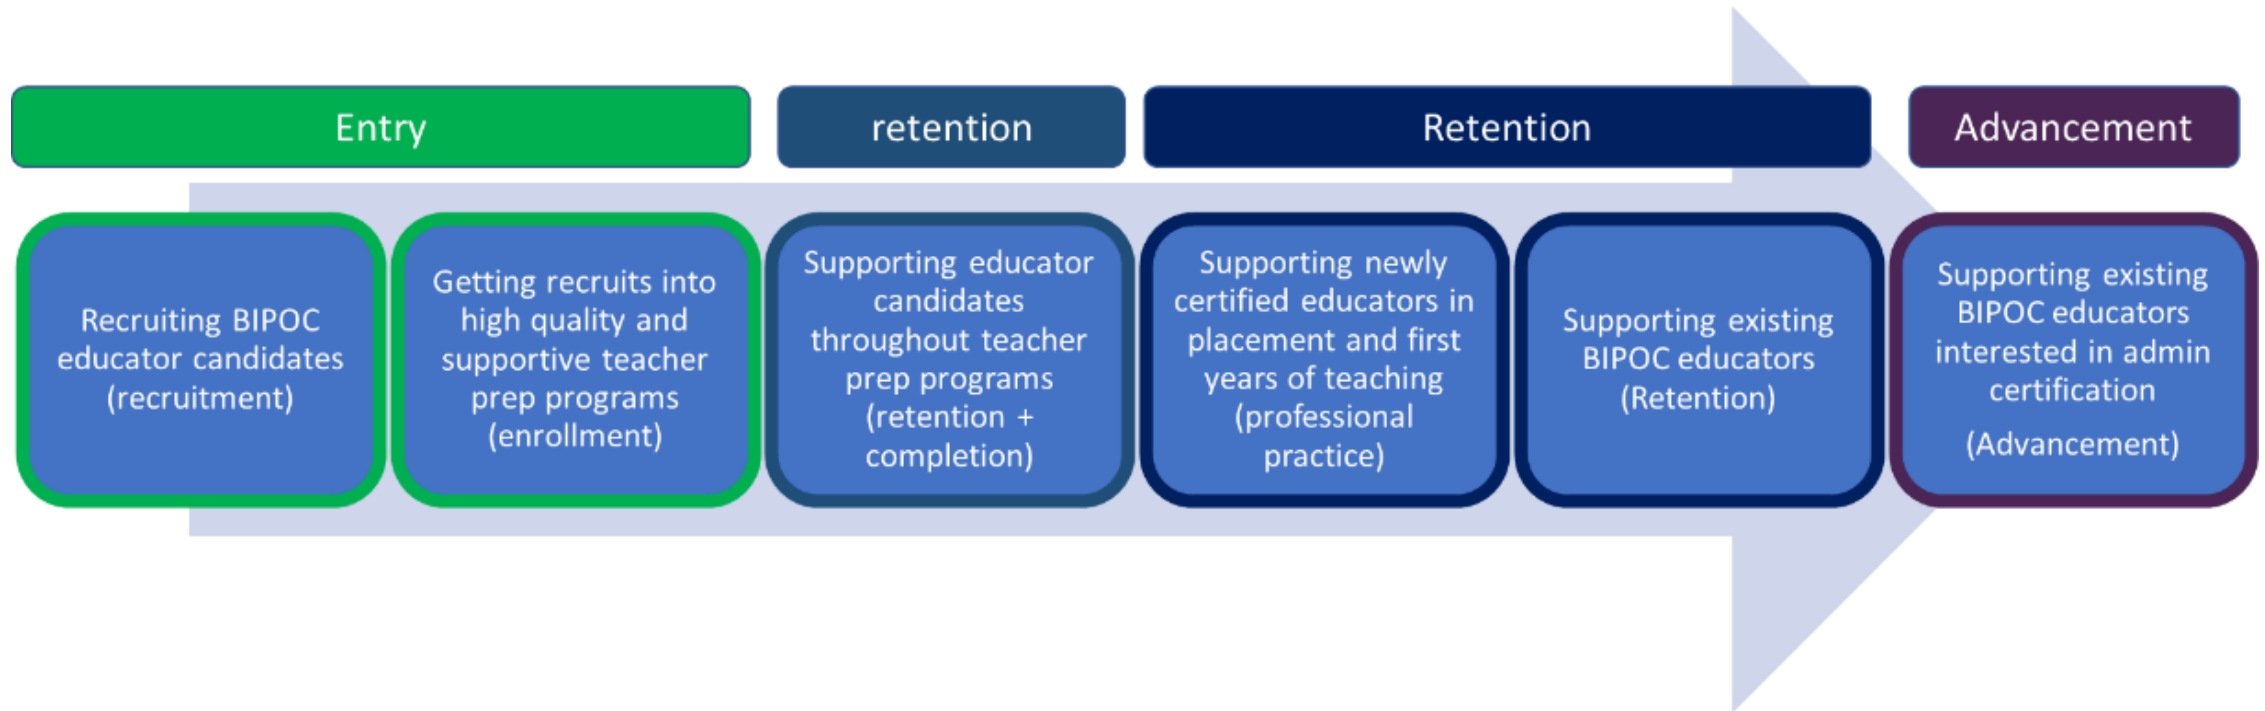 Entry
retention
Retention
Advancement
Recruiting BIPOC
educator candidates
(recruitment)
Getting recruits into
high quality and
supportive teacher
prep programs
(enrollment)
Supporting educator
candidates
throughout teacher
prep programs
(retention +
completion)
Supporting newly
certified educators in
placement and first
years of teaching
(professional
practice)
Supporting existing
BIPOC educators
(Retention)
Supporting existing
BIPOC educators
interested in admin
certification
(Advancement)